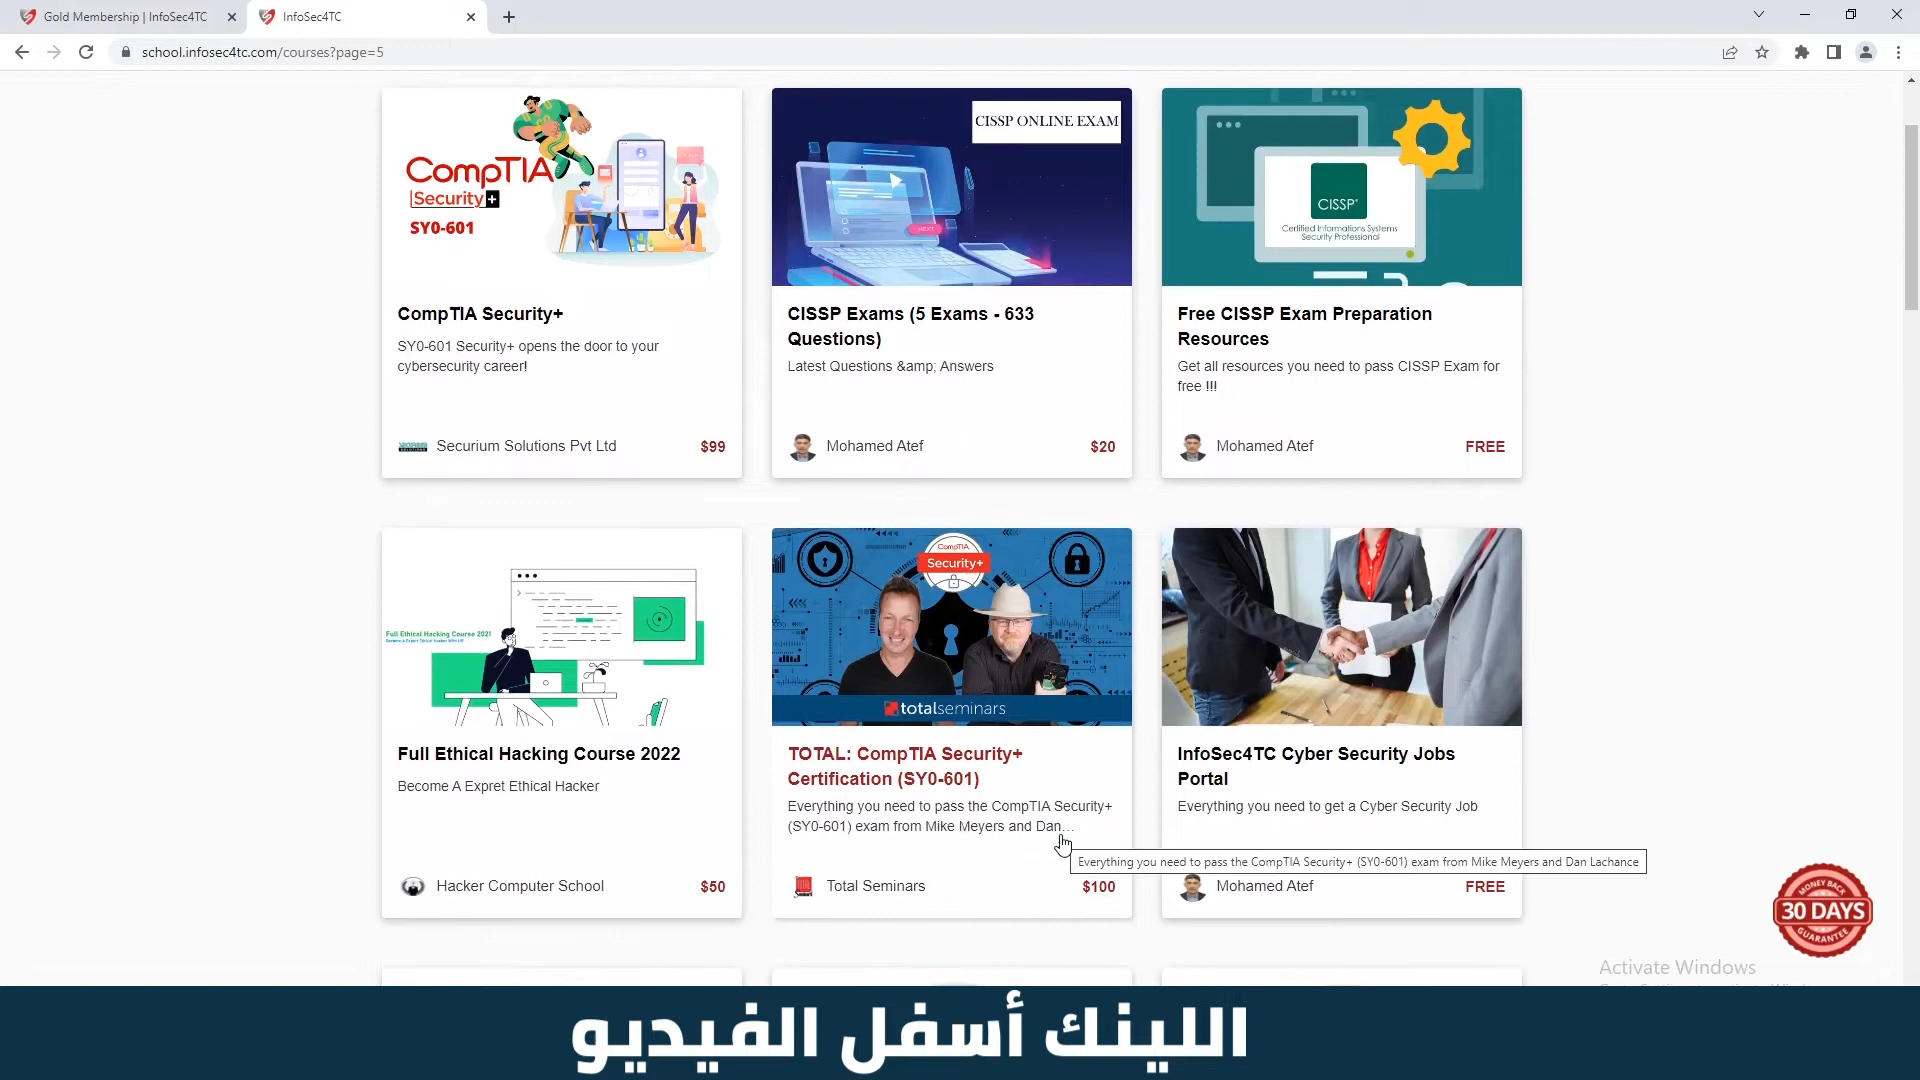 Gold Membership | InfoSec4TC
InfoSec4TC
school.infosec4tc.com/courses?page=5
CompTIA
Security+
SY0-601
CISSP ONLINE EXAM
NEXT
CISSP
Certified Informations Systems
Security Professional
CompTIA Security+
SY0-601 Security+ opens the door to your
cybersecurity career!
Securium Solutions Pvt Ltd
$99
CISSP Exams (5 Exams - 633
Questions)
Latest Questions &amp; Answers
Mohamed Atef
$20
Free CISSP Exam Preparation
Resources
Get all resources you need to pass CISSP Exam for
free !!!
Mohamed Atef
FREE
Full Ethical Hacking Course 2021
Become A Expret Ethical Hacker With Us!
CompTIA
Security+
totalseminars
Full Ethical Hacking Course 2022
Become A Expret Ethical Hacker
Hacker Computer School
$50
TOTAL: CompTIA Security+
Certification (SY0-601)
Everything you need to pass the CompTIA Security+
(SY0-601) exam from Mike Meyers and Dan...
Total Seminars
$100
InfoSec4TC Cyber Security Jobs
Portal
Everything you need to get a Cyber Security Job
Everything you need to pass the CompTIA Security+ (SY0-601) exam from Mike Meyers and Dan Lachance
Mohamed Atef
FREE
MONEY BACK
30 DAYS
GUARANTEE
Activate Windows
اللينك أسفل الفيديو